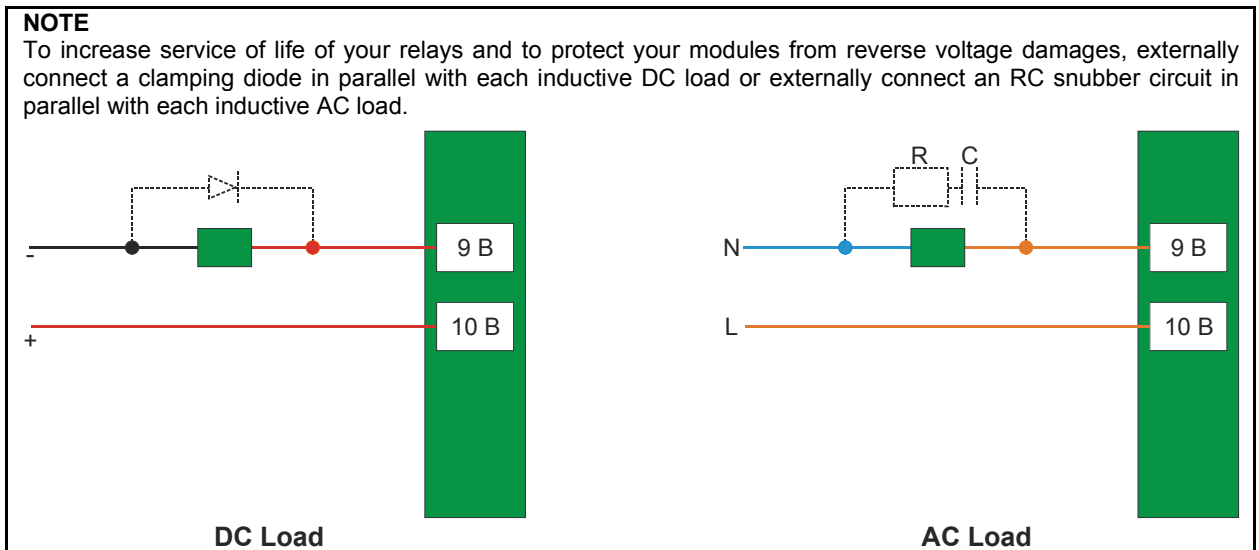 NOTE
To increase service of life of your relays and to protect your modules from reverse voltage damages, externally
connect a clamping diode in parallel with each inductive DC load or externally connect an RC snubber circuit in
parallel with each inductive AC load.
-
9 B
+
10 B
DC Load
R C
N
9 B
L
10 B
AC Load